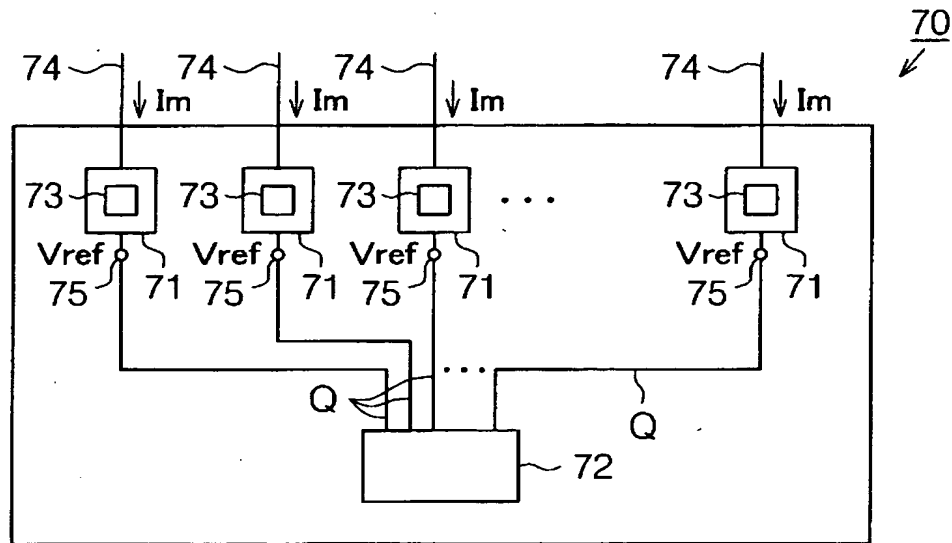 70
74 74 74 74
Im Im Im Im
73 73 73 ... 73
Vref Vref Vref Vref
75 71 75 71 75 71 75 71
...
Q Q
72